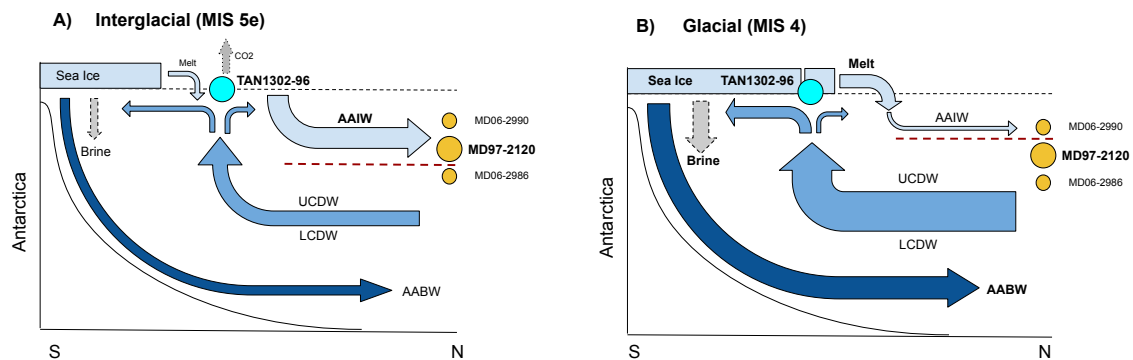 A) Interglacial (MIS 5e)
CO2
Melt
Sea Ice
TAN1302-96
AAIW
MD06-2990
MD97-2120
MD06-2986
Brine
UCDW
LCDW
AABW
Antarctica
S
N
B) Glacial (MIS 4)
Melt
Sea Ice
TAN1302-96
AAIW
MD06-2990
MD97-2120
MD06-2986
Brine
UCDW
LCDW
AABW
Antarctica
S
N